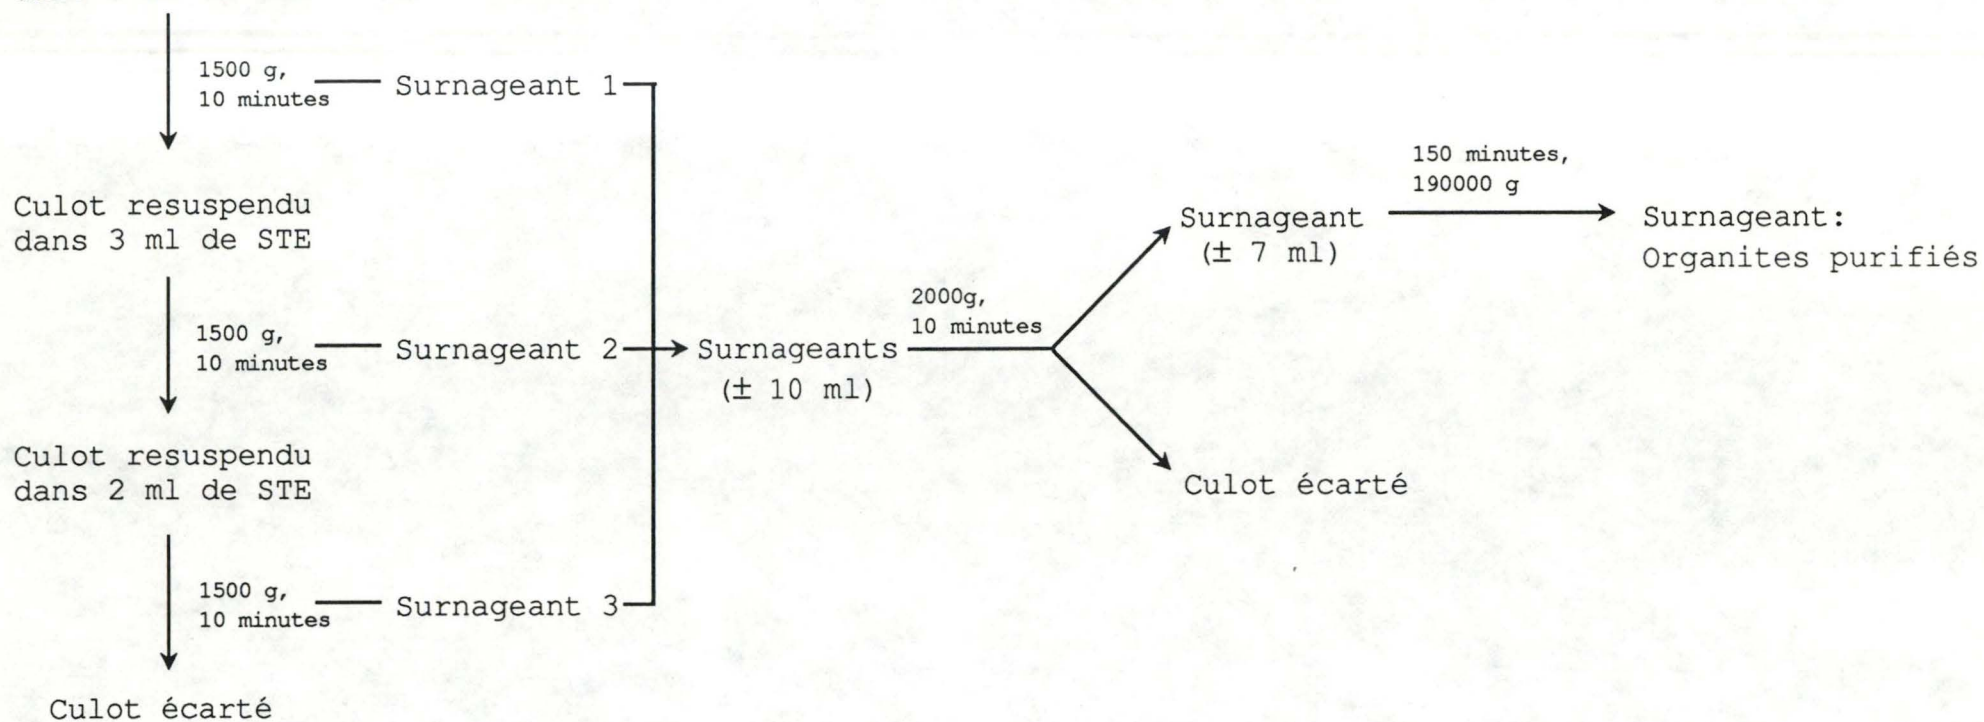 1500 g,
10 minutes
Surnageant 1
Culot resuspendu
dans 3 ml de STE
1500 g,
10 minutes
Surnageant 2
Culot resuspendu
dans 2 ml de STE
1500 g,
10 minutes
Surnageant 3
Culot écarté
Surnageants
(± 10 ml)
2000g,
10 minutes
Surnageant
(± 7 ml)
Culot écarté
150 minutes,
190000 g
Surnageant:
Organites purifiés